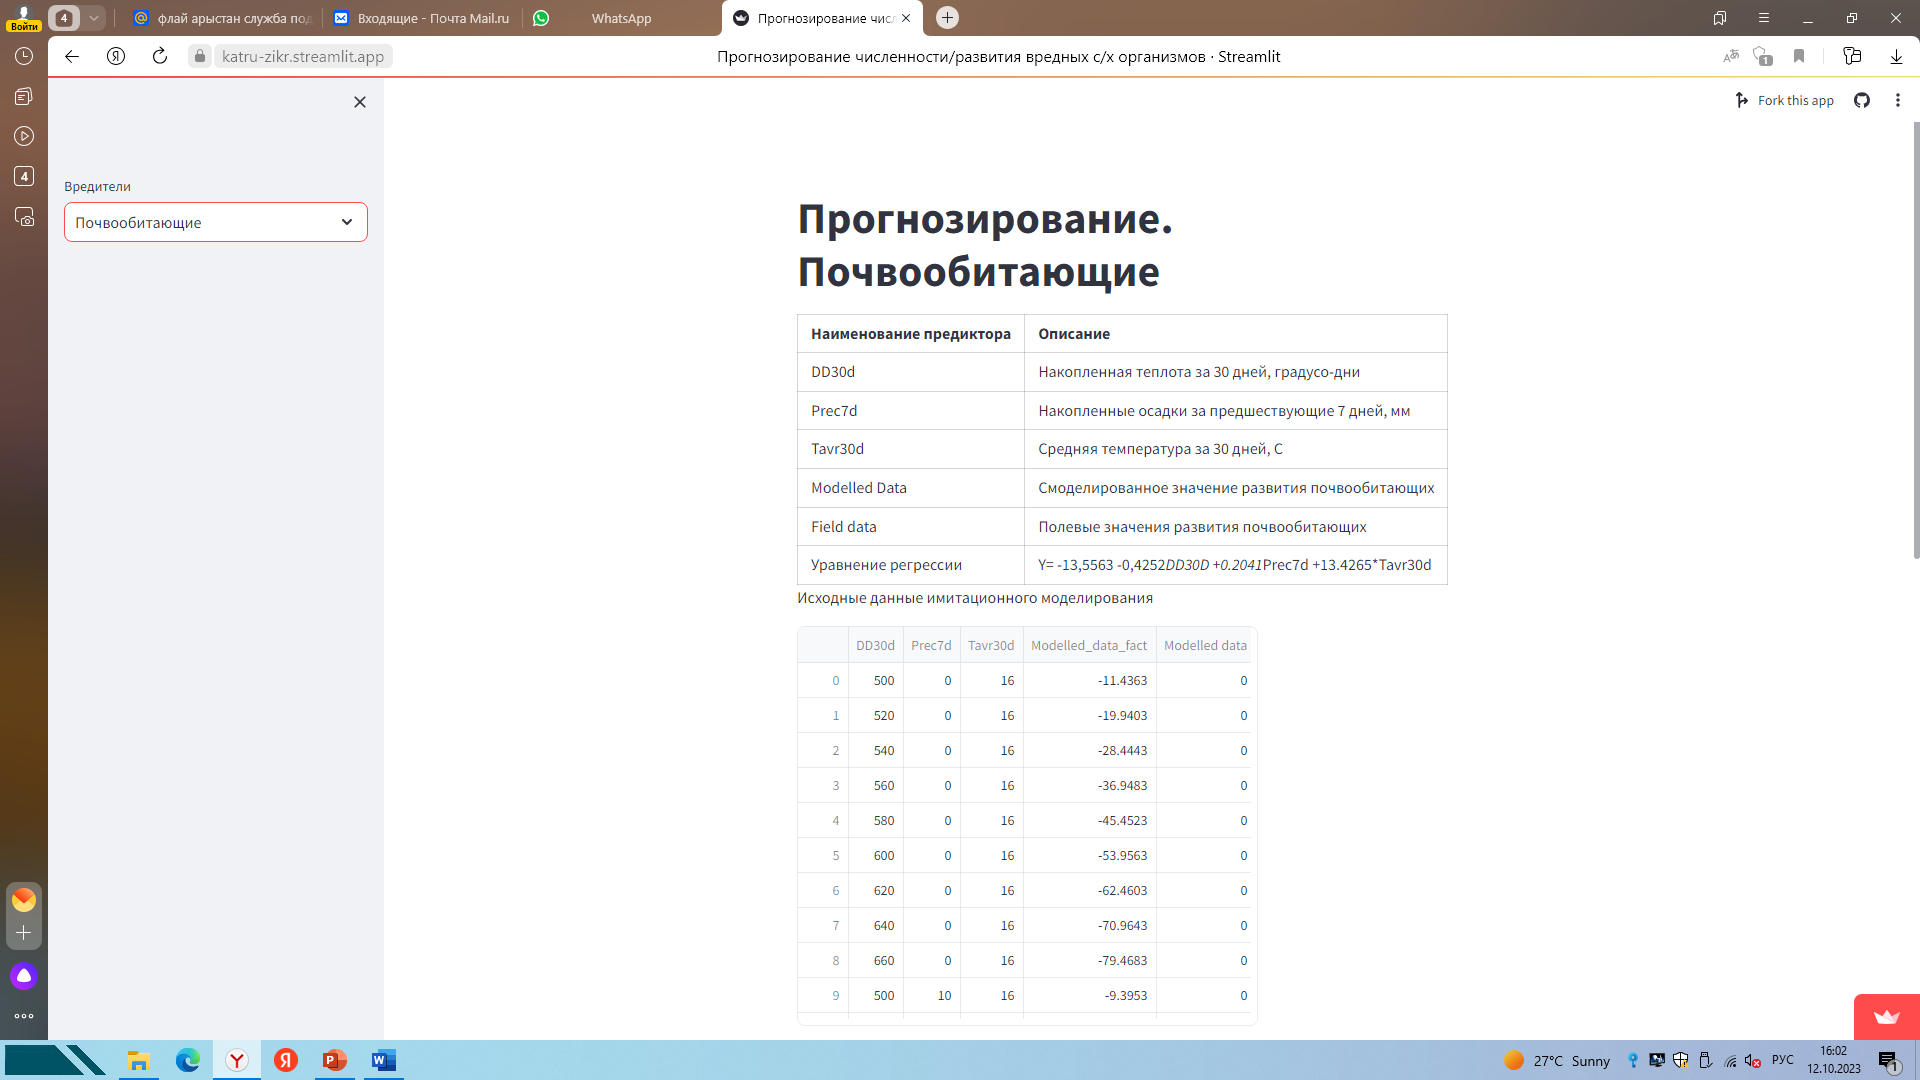 Войти
4
флай арыстан служба под
Входящие - Почта Mail.ru
WhatsApp
Прогнозирование числ
katru-zikr.streamlit.app
Прогнозирование численности/развития вредных с/х организмов · Streamlit
1
4
Fork this app
Вредители
Почвообитающие
Прогнозирование.
Почвообитающие
Наименование предиктора Описание
DD30d Накопленная теплота за 30 дней, градусо-дни
Prec7d Накопленные осадки за предшествующие 7 дней, мм
Tavr30d Средняя температура за 30 дней, С
Modelled Data Смоделированное значение развития почвообитающих
Field data Полевые значения развития почвообитающих
Уравнение регрессии Y= -13,5563 -0,4252DD30D +0.2041Prec7d +13.4265*Tavr30d
Исходные данные имитационного моделирования
DD30d Prec7d Tavr30d Modelled_data_fact Modelled data
0 500 0 16 -11.4363 0
1 520 0 16 -19.9403 0
2 540 0 16 -28.4443 0
3 560 0 16 -36.9483 0
4 580 0 16 -45.4523 0
5 600 0 16 -53.9563 0
6 620 0 16 -62.4603 0
7 640 0 16 -70.9643 0
8 660 0 16 -79.4683 0
9 500 10 16 -9.3953 0
27°C Sunny
РУС
16:02
12.10.2023
1